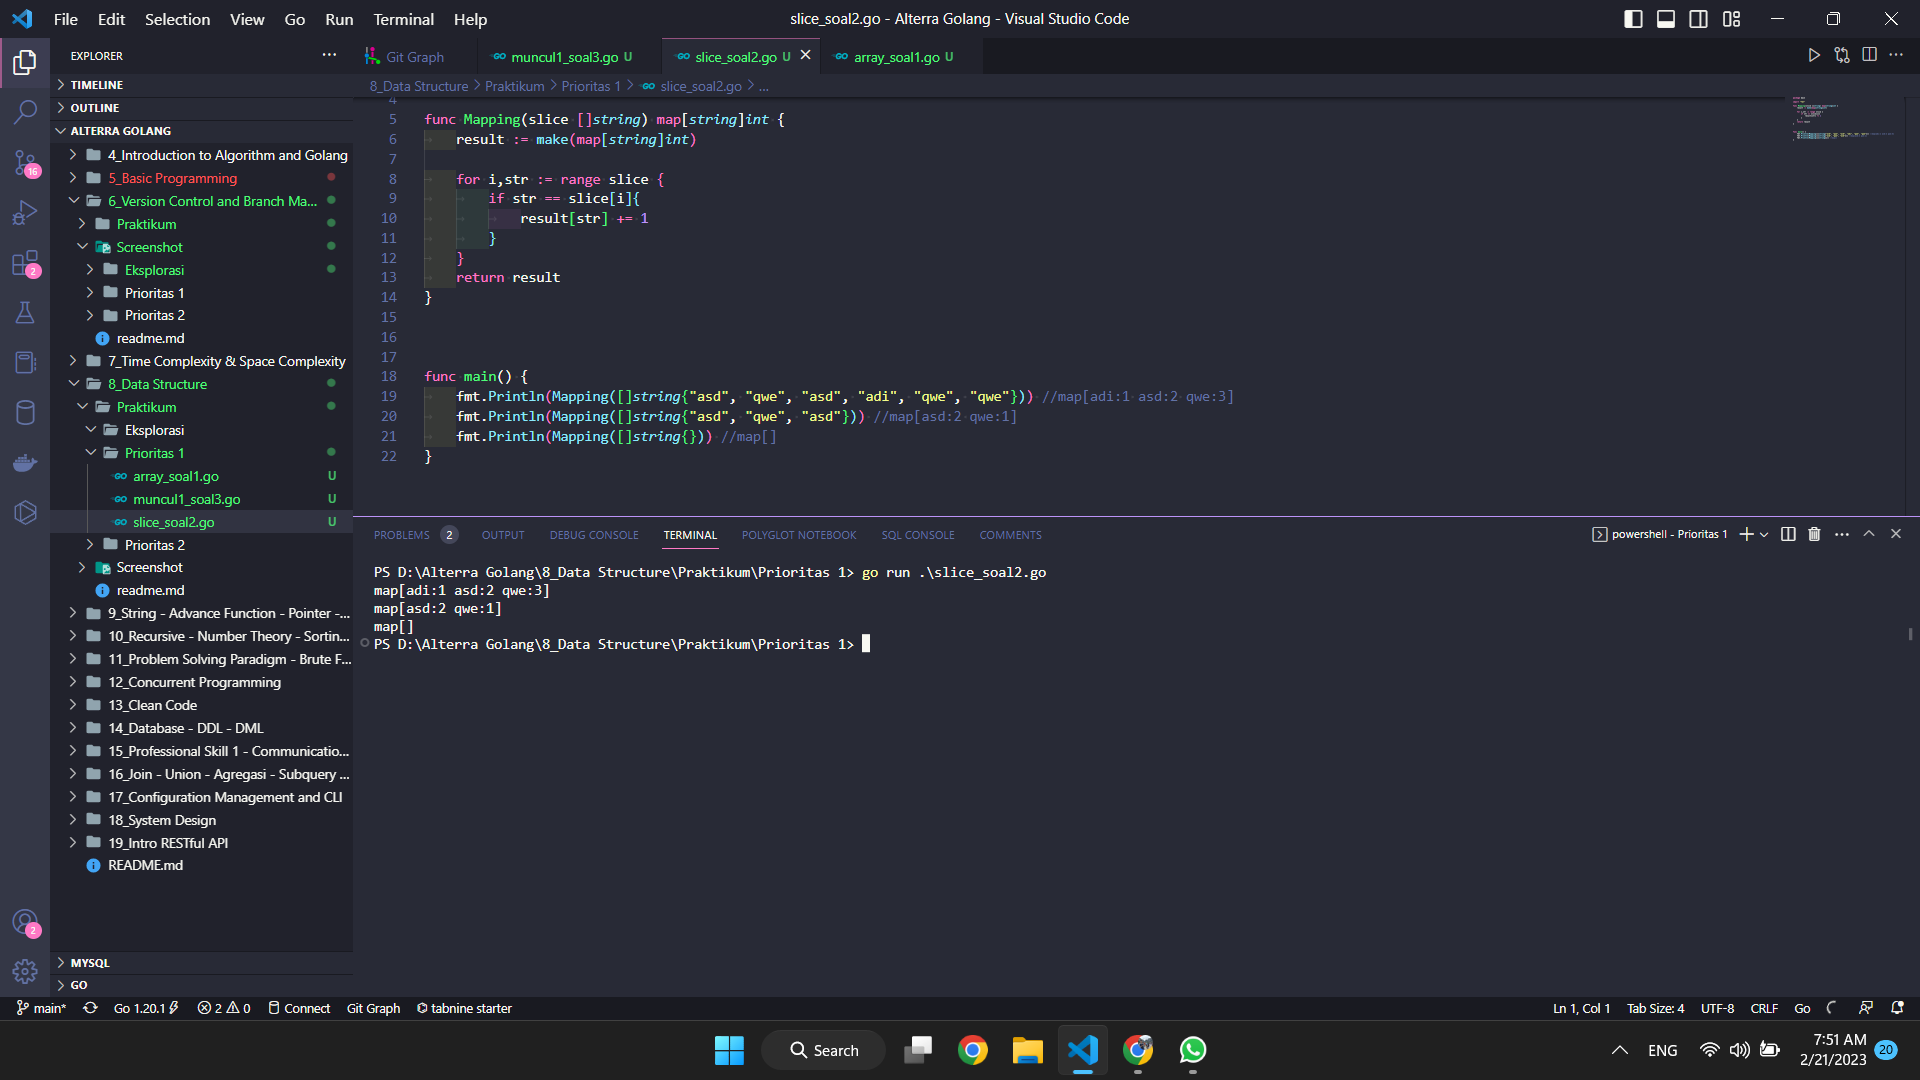 File Edit Selection View Go Run Terminal Help
slice_soal2.go - Alterra Golang - Visual Studio Code
EXPLORER
TIMELINE
OUTLINE
ALTERRA GOLANG
4_Introduction to Algorithm and Golang
5_Basic Programming
6_Version Control and Branch Ma...
Praktikum
Screenshot
Eksplorasi
Prioritas 1
Prioritas 2
readme.md
7_Time Complexity & Space Complexity
8_Data Structure
Praktikum
Eksplorasi
Prioritas 1
array_soal1.go U
muncul1_soal3.go U
slice_soal2.go U
Prioritas 2
Screenshot
readme.md
9_String - Advance Function - Pointer -...
10_Recursive - Number Theory - Sortin...
11_Problem Solving Paradigm - Brute F...
12_Concurrent Programming
13_Clean Code
14_Database - DDL - DML
15_Professional Skill 1 - Communicatio...
16_Join - Union - Agregasi - Subquery ...
17_Configuration Management and CLI
18_System Design
19_Intro RESTful API
README.md
MYSQL
GO
16
2
2
Git Graph
muncul1_soal3.go U
slice_soal2.go U
array_soal1.go U
8_Data Structure > Praktikum > Prioritas 1 > slice_soal2.go > ...
4
5 func Mapping(slice []string) map[string]int {
6 result := make(map[string]int)
7
8 for i,str := range slice {
9 if str == slice[i]{
10 result[str] += 1
11 }
12 }
13 return result
14 }
15
16
17
18 func main() {
19 fmt.Println(Mapping([]string{"asd", "qwe", "asd", "adi", "qwe", "qwe"})) //map[adi:1 asd:2 qwe:3]
20 fmt.Println(Mapping([]string{"asd", "qwe", "asd"})) //map[asd:2 qwe:1]
21 fmt.Println(Mapping([]string{})) //map[]
22 }
PROBLEMS 2 OUTPUT DEBUG CONSOLE TERMINAL POLYGLOT NOTEBOOK SQL CONSOLE COMMENTS
powershell - Prioritas 1
PS D:\Alterra Golang\8_Data Structure\Praktikum\Prioritas 1> go run .\slice_soal2.go
map[adi:1 asd:2 qwe:3]
map[asd:2 qwe:1]
map[]
PS D:\Alterra Golang\8_Data Structure\Praktikum\Prioritas 1>
main* Go 1.20.1 2 0 Connect Git Graph tabnine starter
Ln 1, Col 1 Tab Size: 4 UTF-8 CRLF Go
Search
ENG
7:51 AM
2/21/2023
20